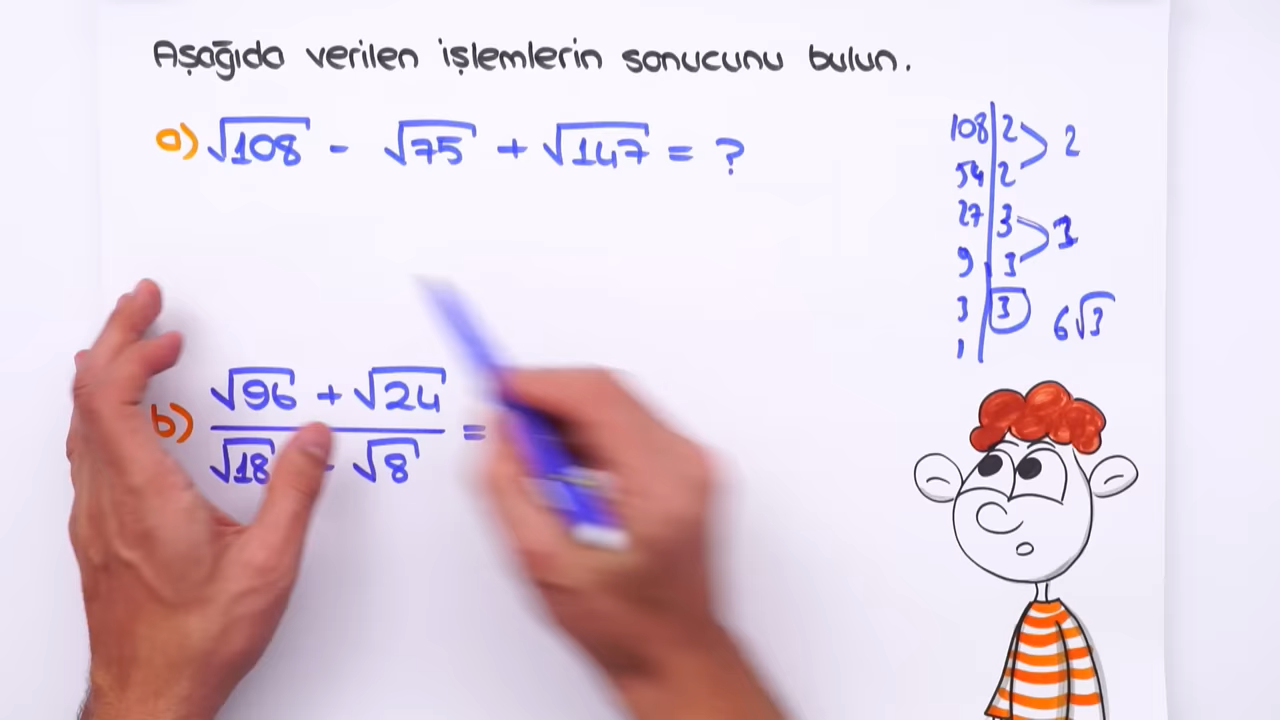 Aşağıda verilen işlemlerin sonucunu bulun.
a) √108 - √75 + √147 = ?
b) √96 + √24
√18 - √8 =
108 | 2 2
54 | 2
27 | 3 3
9 | 3
3 | 3 6√3
1